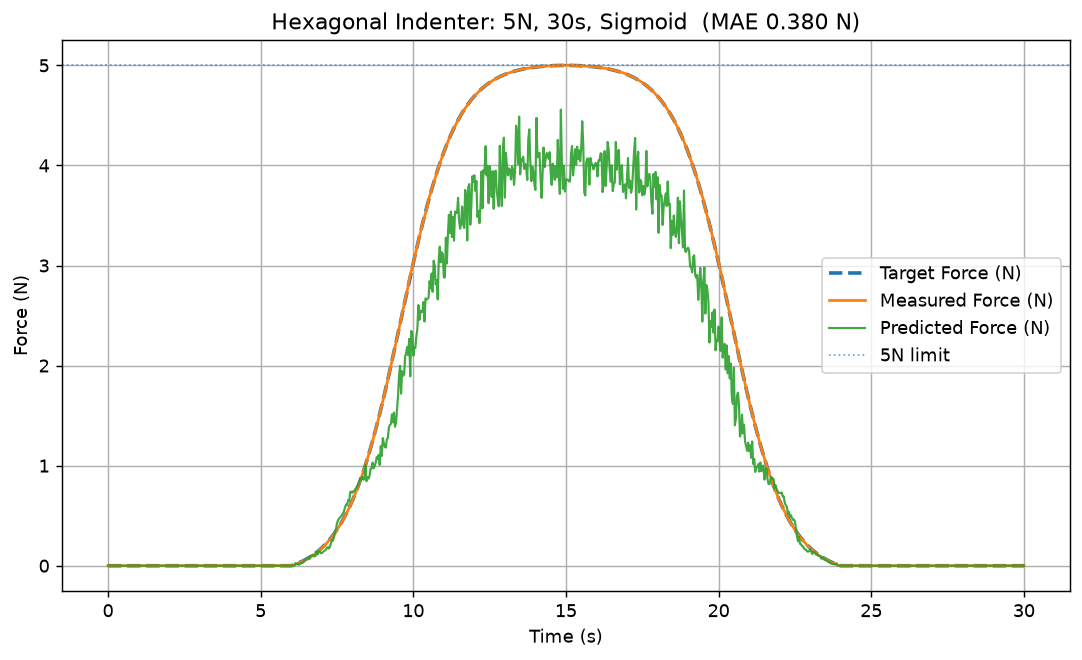 Hexagonal Indenter: 5N, 30s, Sigmoid  (MAE 0.380 N)
Force (N)
5
4
3
2
1
0
Target Force (N)
Measured Force (N)
Predicted Force (N)
5N limit
0 5 10 15 20 25 30
Time (s)